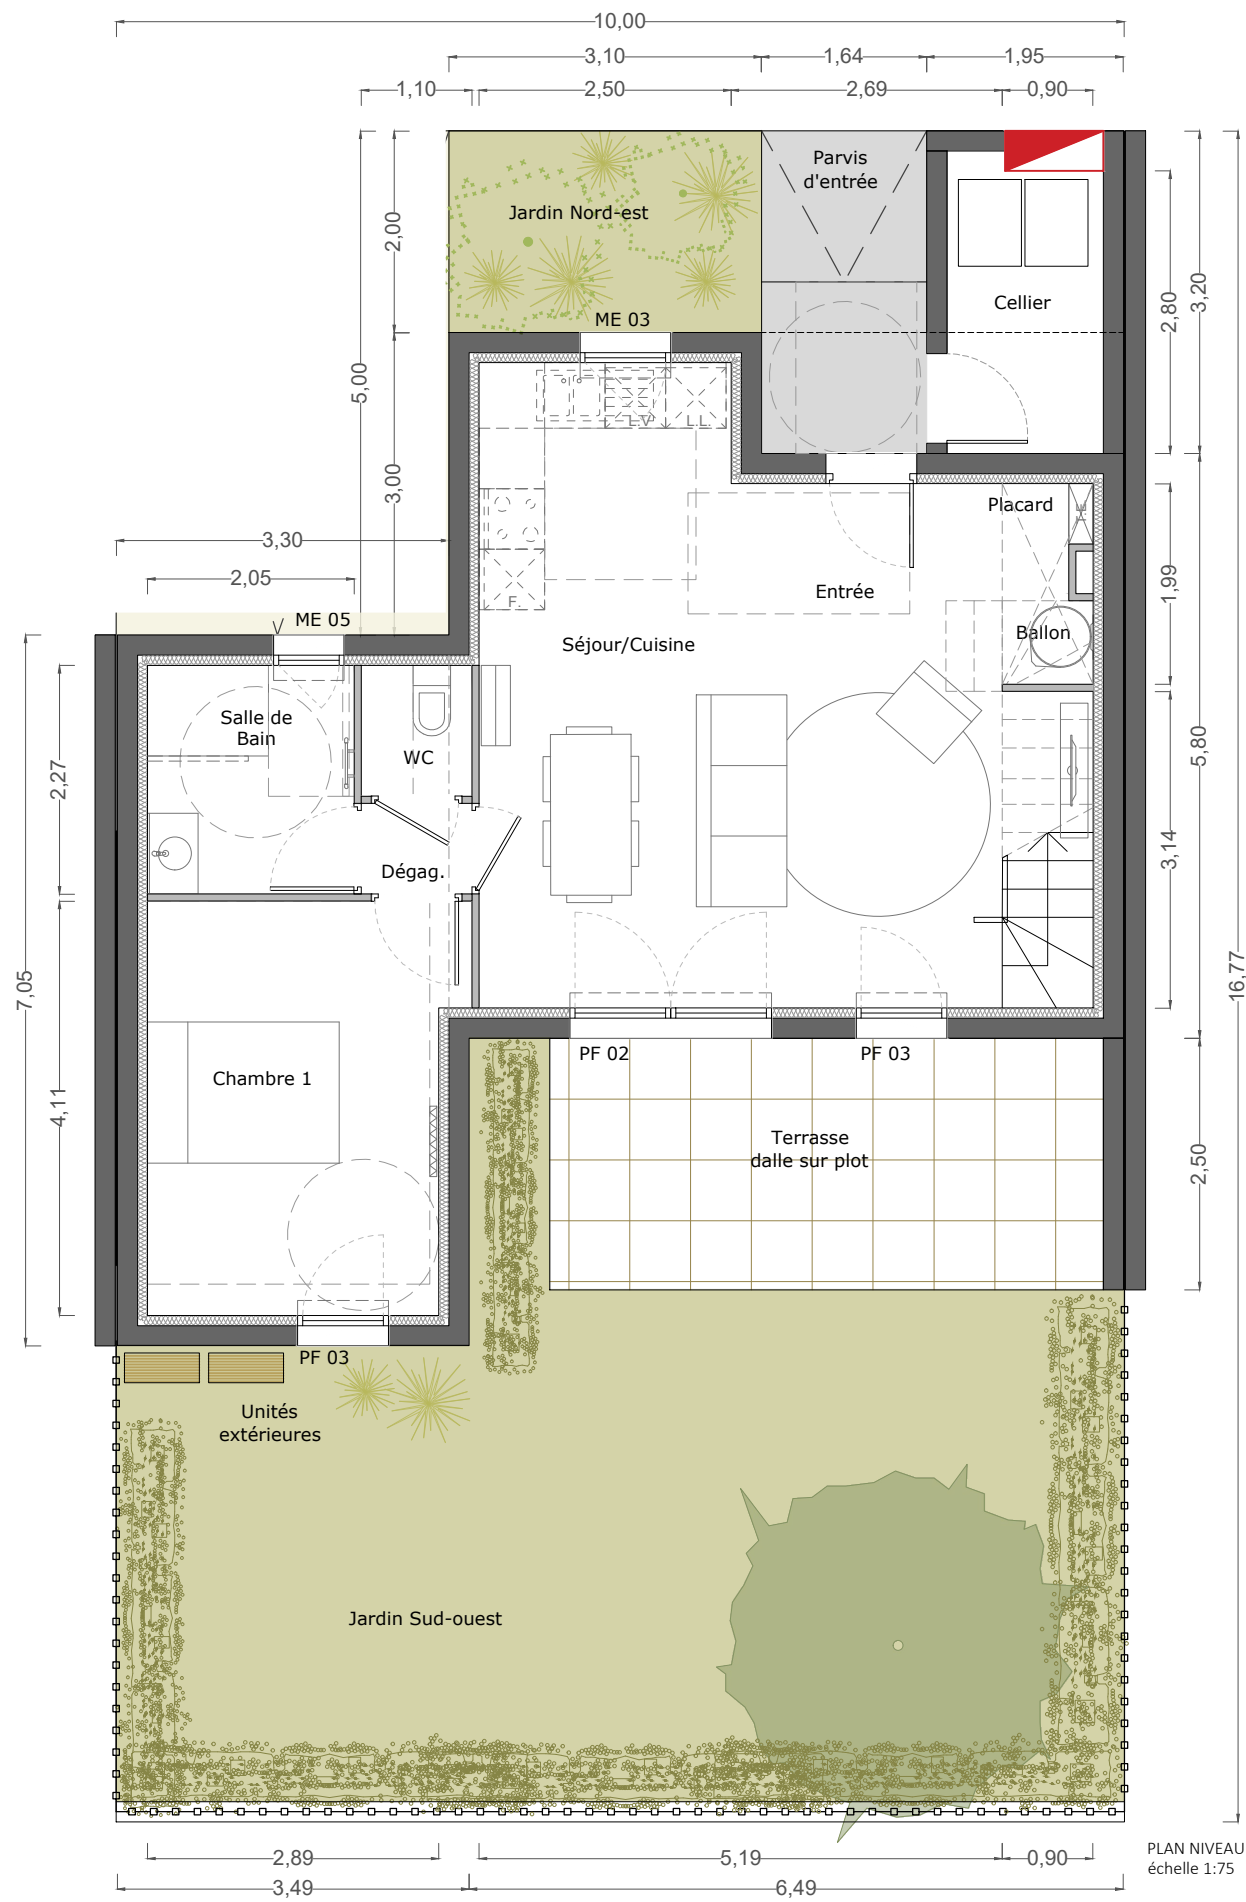 10,00
3,10
1,64
1,95
1,10
2,50
2,69
0,90
Parvis
d'entrée
Jardin Nord-est
2,00
5,00
3,20
2,80
Cellier
ME 03
L.V
L.L.
3,00
3,30
2,05
ME 05
V
Placard
E.F.
1,99
F.
Entrée
Séjour/Cuisine
Ballon
Salle de
Bain
WC
2,27
5,80
3,14
Dégag.
7,05
16,77
4,11
Chambre 1
PF 02
PF 03
Terrasse
dalle sur plot
2,50
PF 03
Unités
extérieures
Jardin Sud-ouest
2,89
5,19
0,90
3,49
6,49
PLAN NIVEAU
échelle 1:75